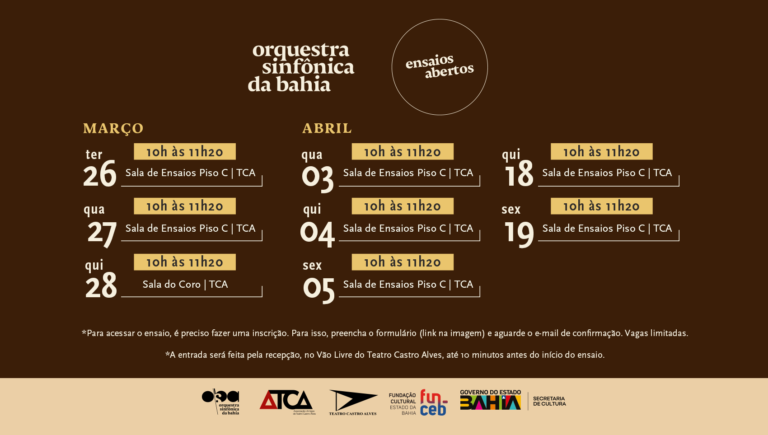 orquestra
sinfônica
da bahia
ensaios
abertos
MARÇO
ter
26
10h às 11h20
Sala de Ensaios Piso C | TCA
qua
27
10h às 11h20
Sala de Ensaios Piso C | TCA
qui
28
10h às 11h20
Sala do Coro | TCA
ABRIL
qua
03
10h às 11h20
Sala de Ensaios Piso C | TCA
qui
04
10h às 11h20
Sala de Ensaios Piso C | TCA
sex
05
10h às 11h20
Sala de Ensaios Piso C | TCA
qui
18
10h às 11h20
Sala de Ensaios Piso C | TCA
sex
19
10h às 11h20
Sala de Ensaios Piso C | TCA
*Para acessar o ensaio, é preciso fazer uma inscrição. Para isso, preencha o formulário (link na imagem) e aguarde o e-mail de confirmação. Vagas limitadas.
*A entrada será feita pela recepção, no Vão Livre do Teatro Castro Alves, até 10 minutos antes do início do ensaio.
orquestra
sinfônica
da bahia
ATCA
TEATRO CASTRO ALVES
FUNDAÇÃO
CULTURAL
ESTADO DA
BAHIA
fun
ceb
GOVERNO DO ESTADO
BAHIA
SECRETARIA
DE CULTURA